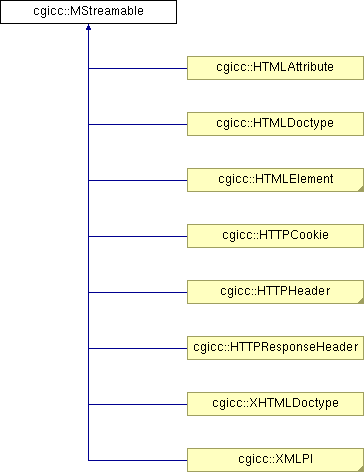 cgicc::MStreamable
cgicc::HTMLAttribute
cgicc::HTMLDoctype
cgicc::HTMLElement
cgicc::HTTPCookie
cgicc::HTTPHeader
cgicc::HTTPResponseHeader
cgicc::XHTMLDoctype
cgicc::XMLPI